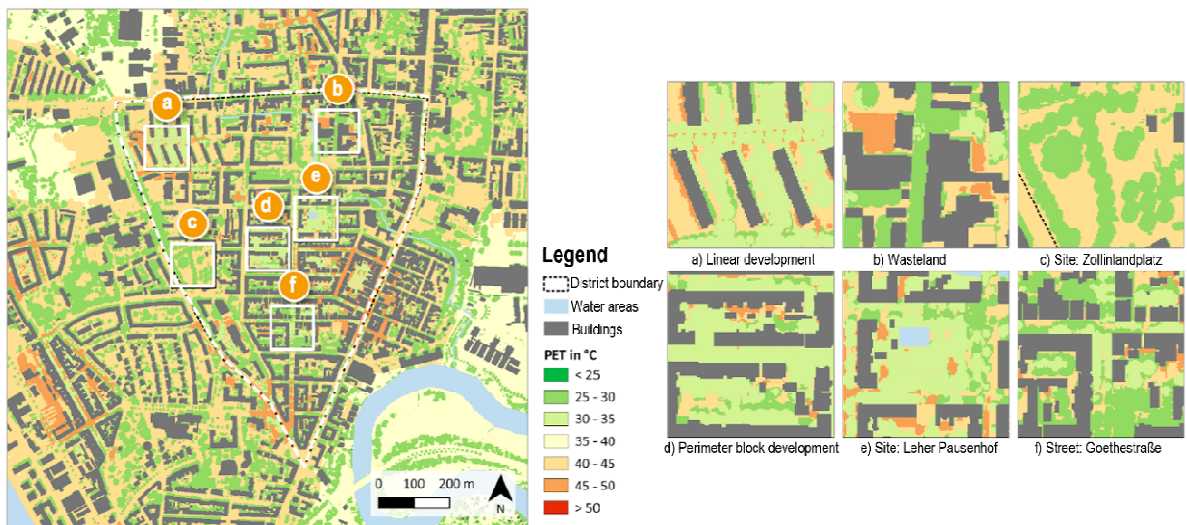 a
b
e
d
c
f
0 100 200 m
N
Legend
District boundary
Water areas
Buildings
PET in °C
< 25
25 - 30
30 - 35
35 - 40
40 - 45
45 - 50
> 50
a) Linear development
b) Wasteland
c) Site: Zollinlandplatz
d) Perimeter block development
e) Site: Leher Pausenhof
f) Street: Goethestraße